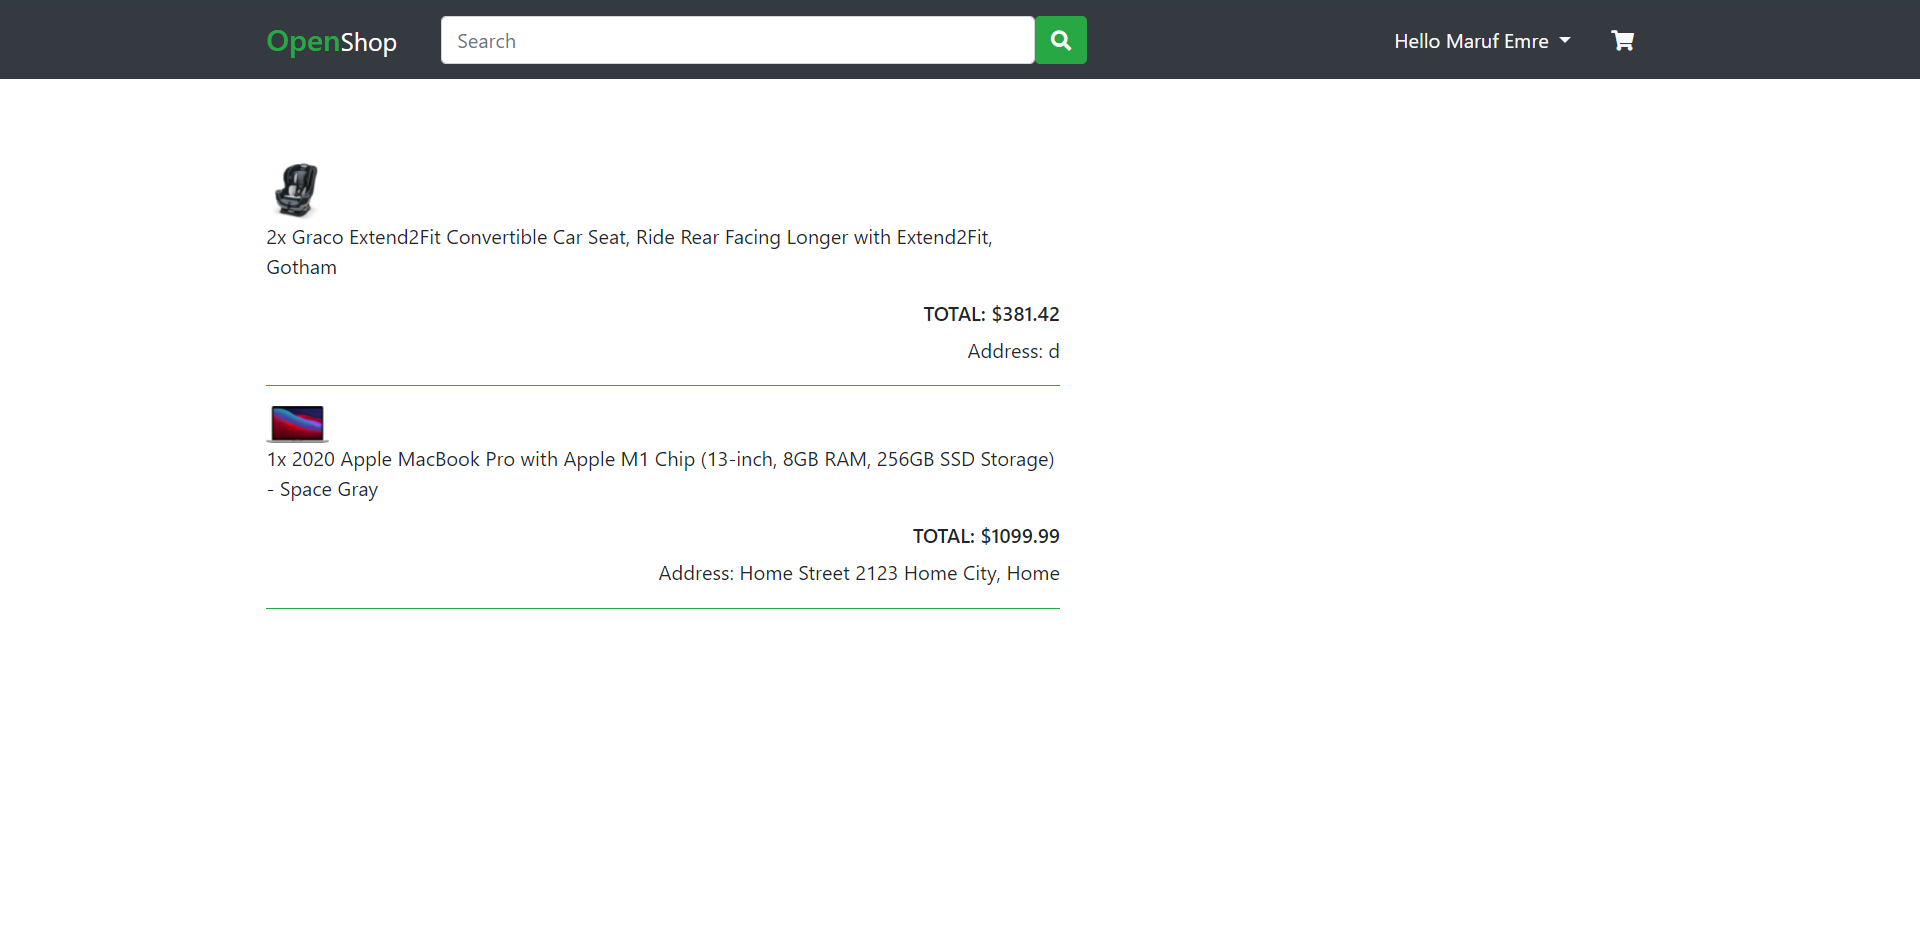 OpenShop
Search
Hello Maruf Emre
2x Graco Extend2Fit Convertible Car Seat, Ride Rear Facing Longer with Extend2Fit,
Gotham
TOTAL: $381.42
Address: d
1x 2020 Apple MacBook Pro with Apple M1 Chip (13-inch, 8GB RAM, 256GB SSD Storage)
- Space Gray
TOTAL: $1099.99
Address: Home Street 2123 Home City, Home